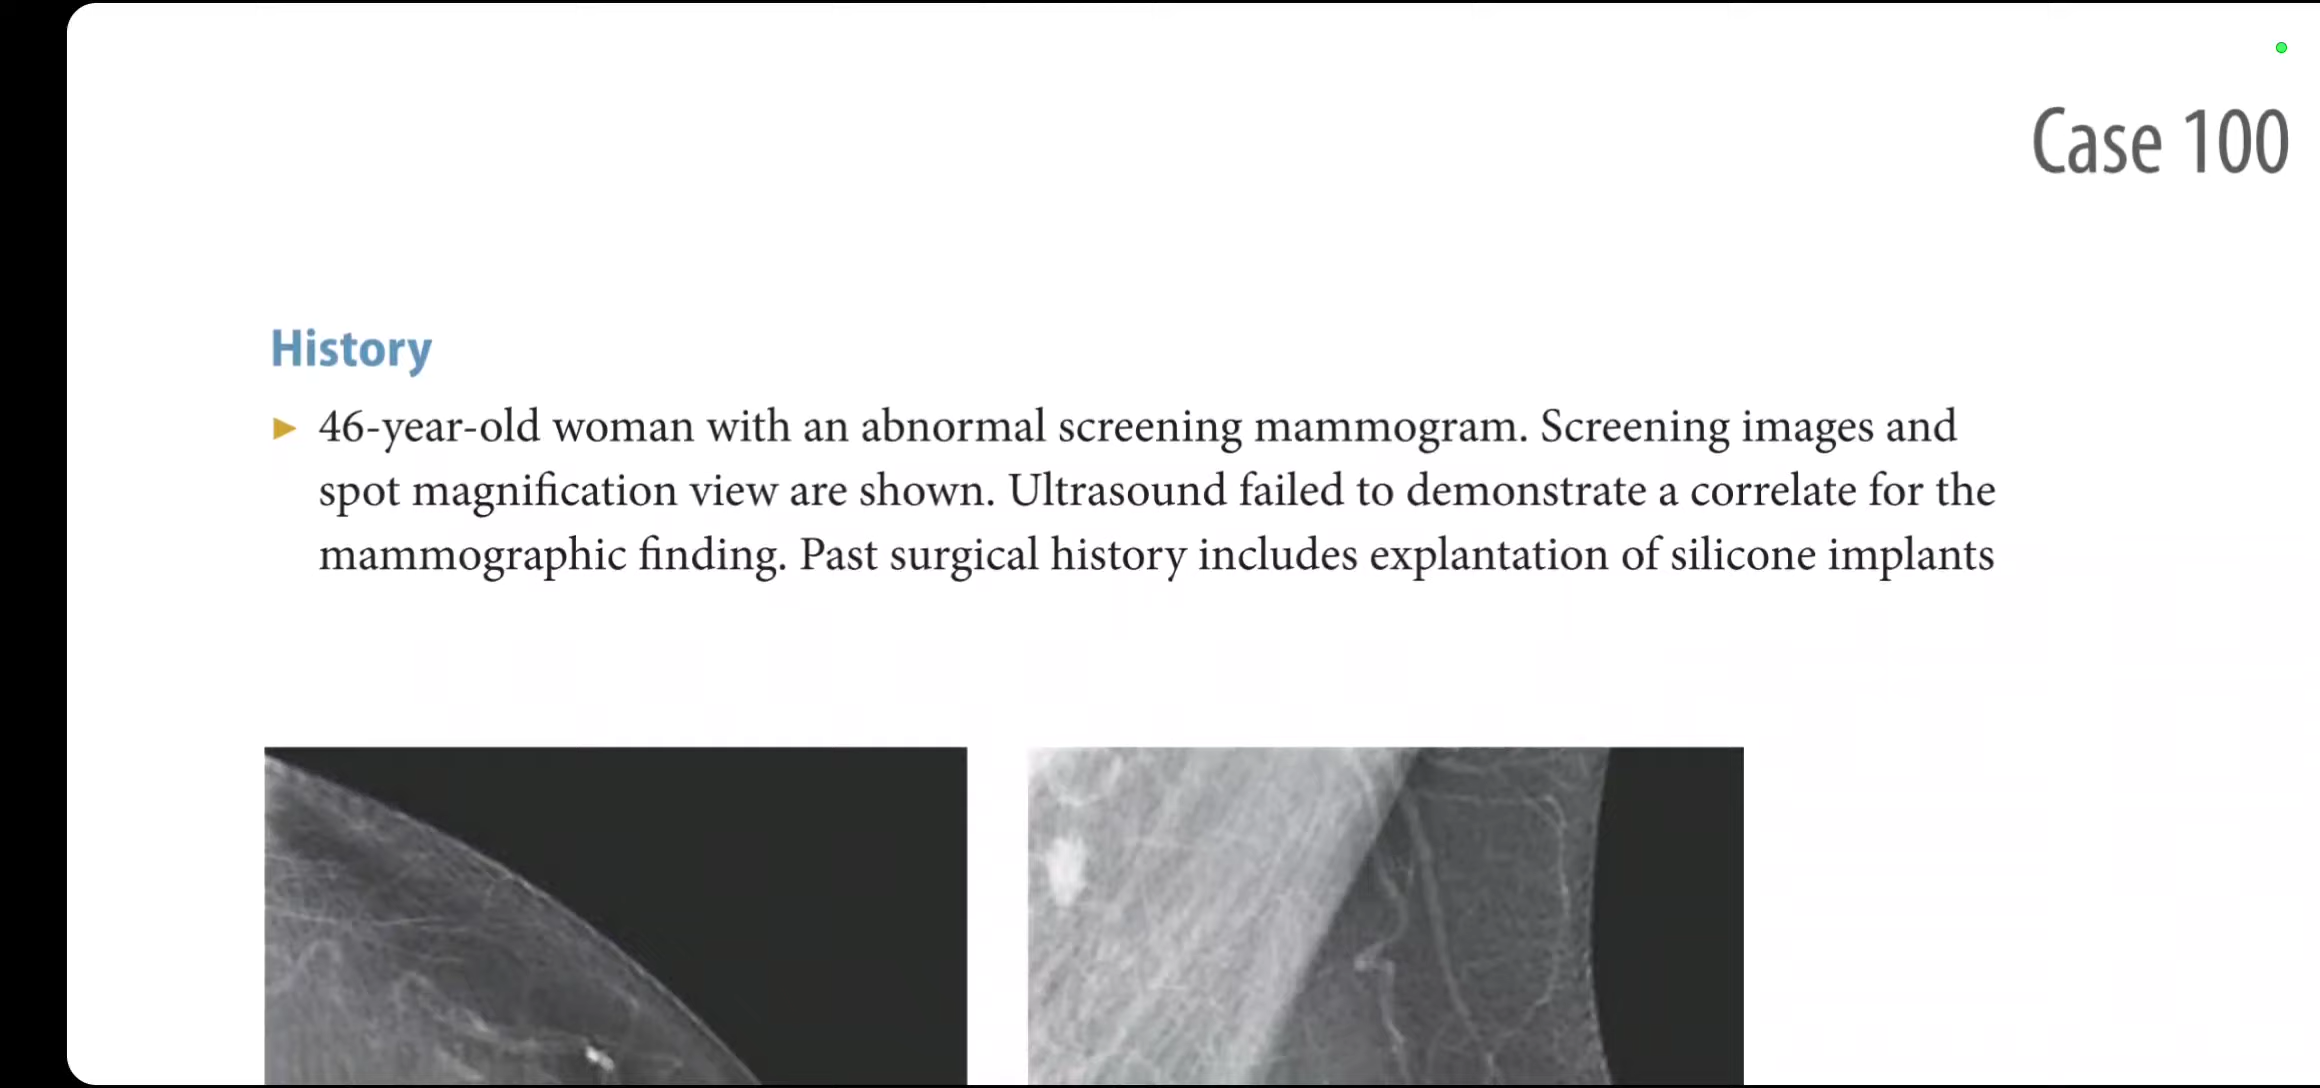 Case 100
History
► 46-year-old woman with an abnormal screening mammogram. Screening images and
spot magnification view are shown. Ultrasound failed to demonstrate a correlate for the
mammographic finding. Past surgical history includes explantation of silicone implants